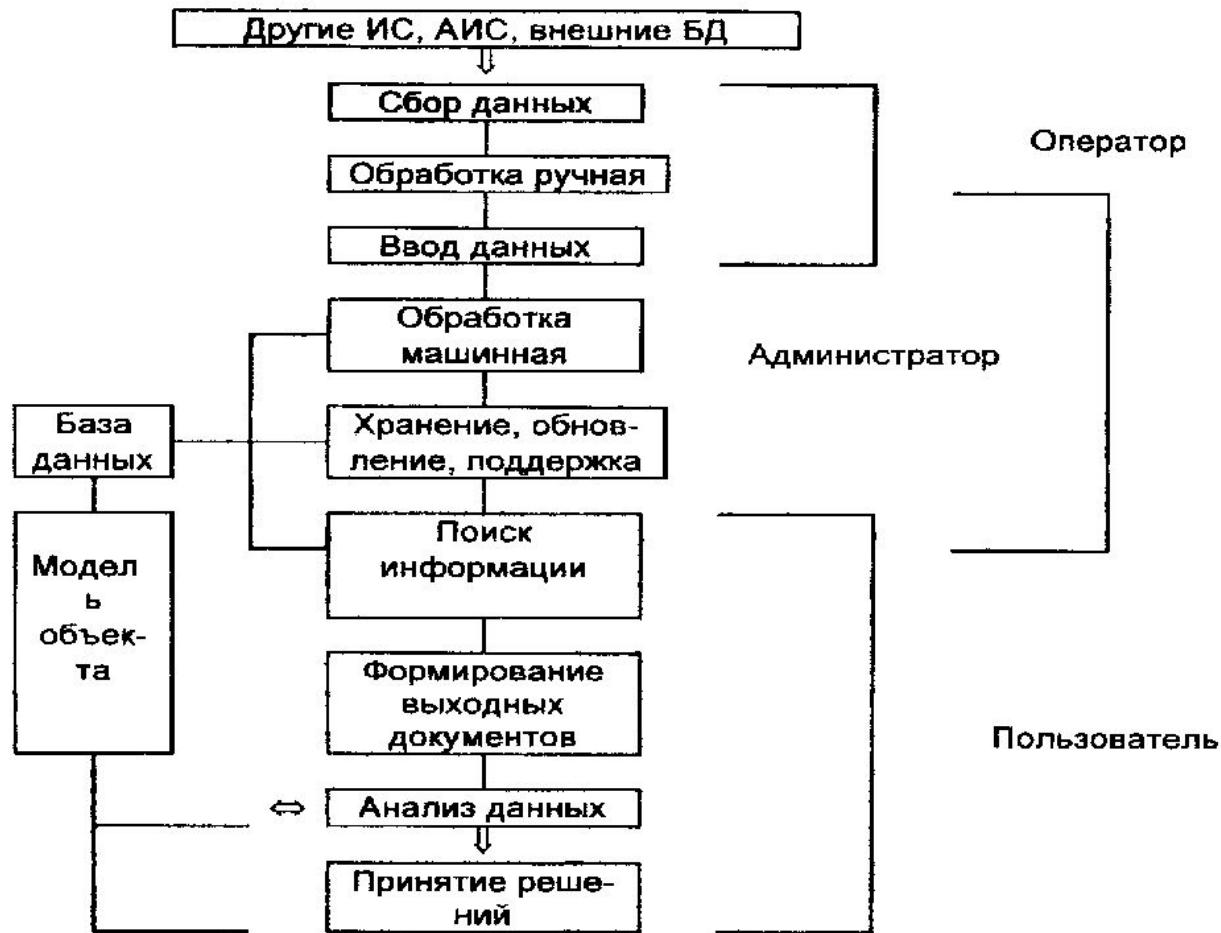 Другие ИС, АИС, внешние БД
Сбор данных
Оператор
Обработка ручная
Ввод данных
Обработка
машинная
Администратор
База
данных
Хранение, обнов-
ление, поддержка
Поиск
информации
Модел
ь
объек-
та
Формирование
выходных
документов
Пользователь
Анализ данных
Принятие реше-
ний